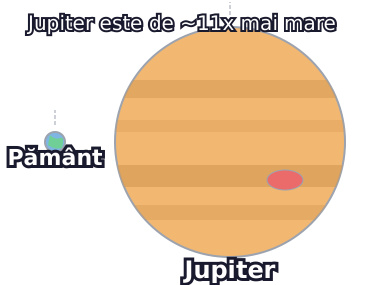 Jupiter este de ~11x mai mare
Pământ
Jupiter